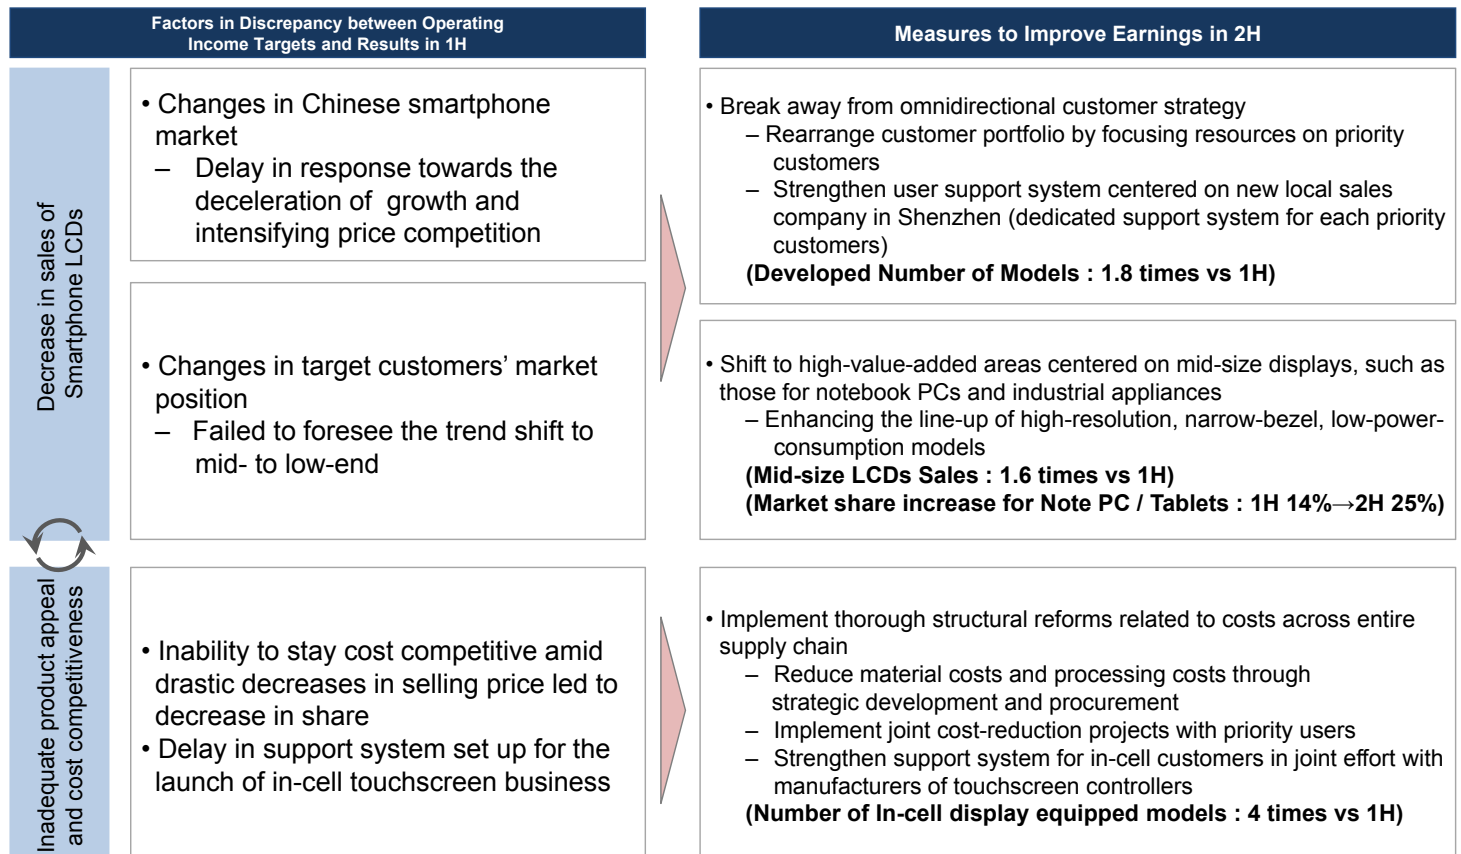 Factors in Discrepancy between Operating
Income Targets and Results in 1H
Measures to Improve Earnings in 2H
Decrease in sales of
Smartphone LCDs
• Changes in Chinese smartphone
market
– Delay in response towards the
deceleration of growth and
intensifying price competition
• Changes in target customers’ market
position
– Failed to foresee the trend shift to
mid- to low-end
• Break away from omnidirectional customer strategy
– Rearrange customer portfolio by focusing resources on priority
customers
– Strengthen user support system centered on new local sales
company in Shenzhen (dedicated support system for each priority
customers)
(Developed Number of Models : 1.8 times vs 1H)
• Shift to high-value-added areas centered on mid-size displays, such as
those for notebook PCs and industrial appliances
– Enhancing the line-up of high-resolution, narrow-bezel, low-power-
consumption models
(Mid-size LCDs Sales : 1.6 times vs 1H)
(Market share increase for Note PC / Tablets : 1H 14%→2H 25%)
Inadequate product appeal
and cost competitiveness
• Inability to stay cost competitive amid
drastic decreases in selling price led to
decrease in share
• Delay in support system set up for the
launch of in-cell touchscreen business
• Implement thorough structural reforms related to costs across entire
supply chain
– Reduce material costs and processing costs through
strategic development and procurement
– Implement joint cost-reduction projects with priority users
– Strengthen support system for in-cell customers in joint effort with
manufacturers of touchscreen controllers
(Number of In-cell display equipped models : 4 times vs 1H)